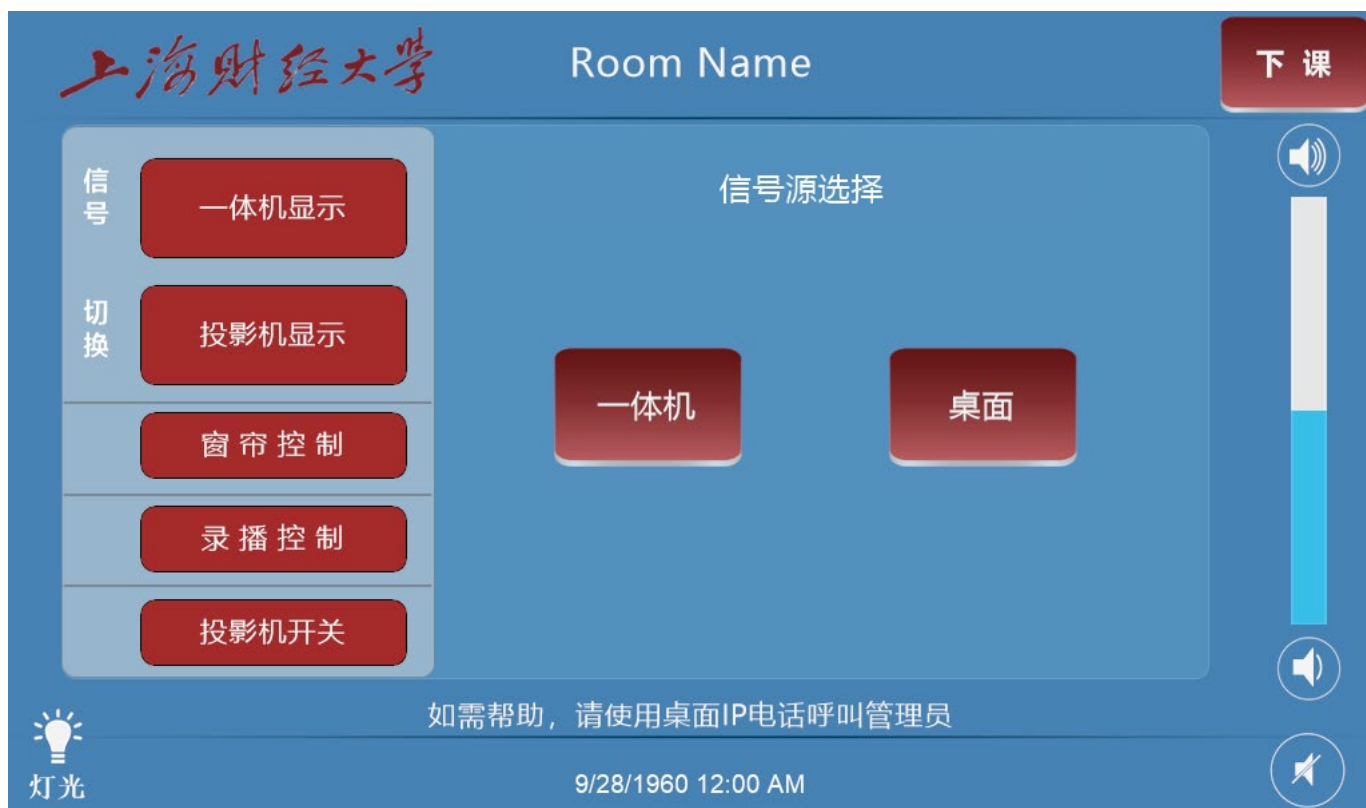 上海财经大学
Room Name
下 课
信号
切换
一体机显示
投影机显示
窗 帘 控 制
录 播 控 制
投影机开关
信号源选择
一体机
桌面
如需帮助，请使用桌面IP电话呼叫管理员
灯光
9/28/1960 12:00 AM